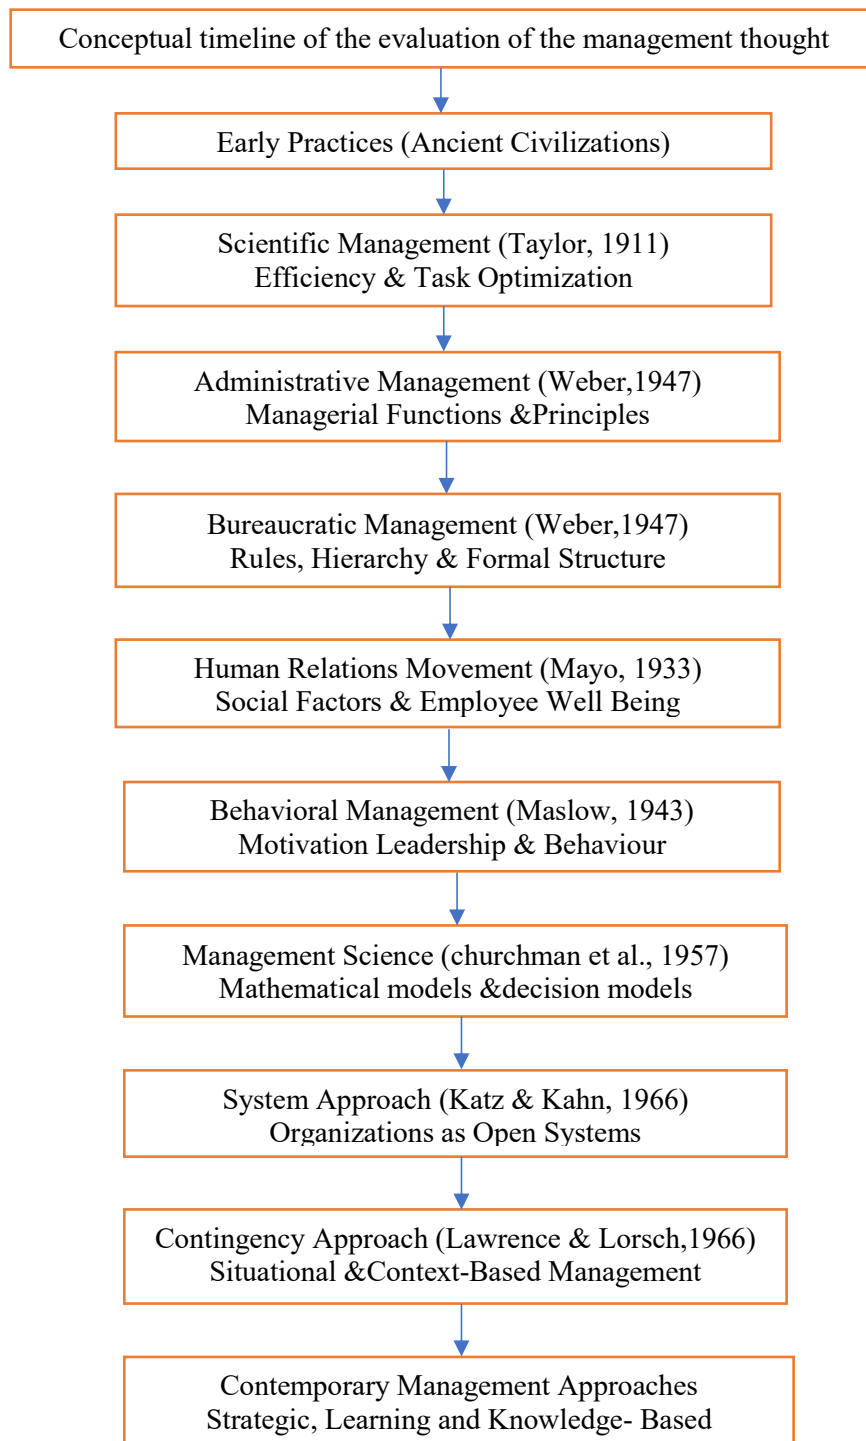 Conceptual timeline of the evaluation of the management thought
Early Practices (Ancient Civilizations)
Scientific Management (Taylor, 1911)
Efficiency & Task Optimization
Administrative Management (Weber,1947)
Managerial Functions &Principles
Bureaucratic Management (Weber,1947)
Rules, Hierarchy & Formal Structure
Human Relations Movement (Mayo, 1933)
Social Factors & Employee Well Being
Behavioral Management (Maslow, 1943)
Motivation Leadership & Behaviour
Management Science (churchman et al., 1957)
Mathematical models &decision models
System Approach (Katz & Kahn, 1966)
Organizations as Open Systems
Contingency Approach (Lawrence & Lorsch,1966)
Situational &Context-Based Management
Contemporary Management Approaches
Strategic, Learning and Knowledge- Based